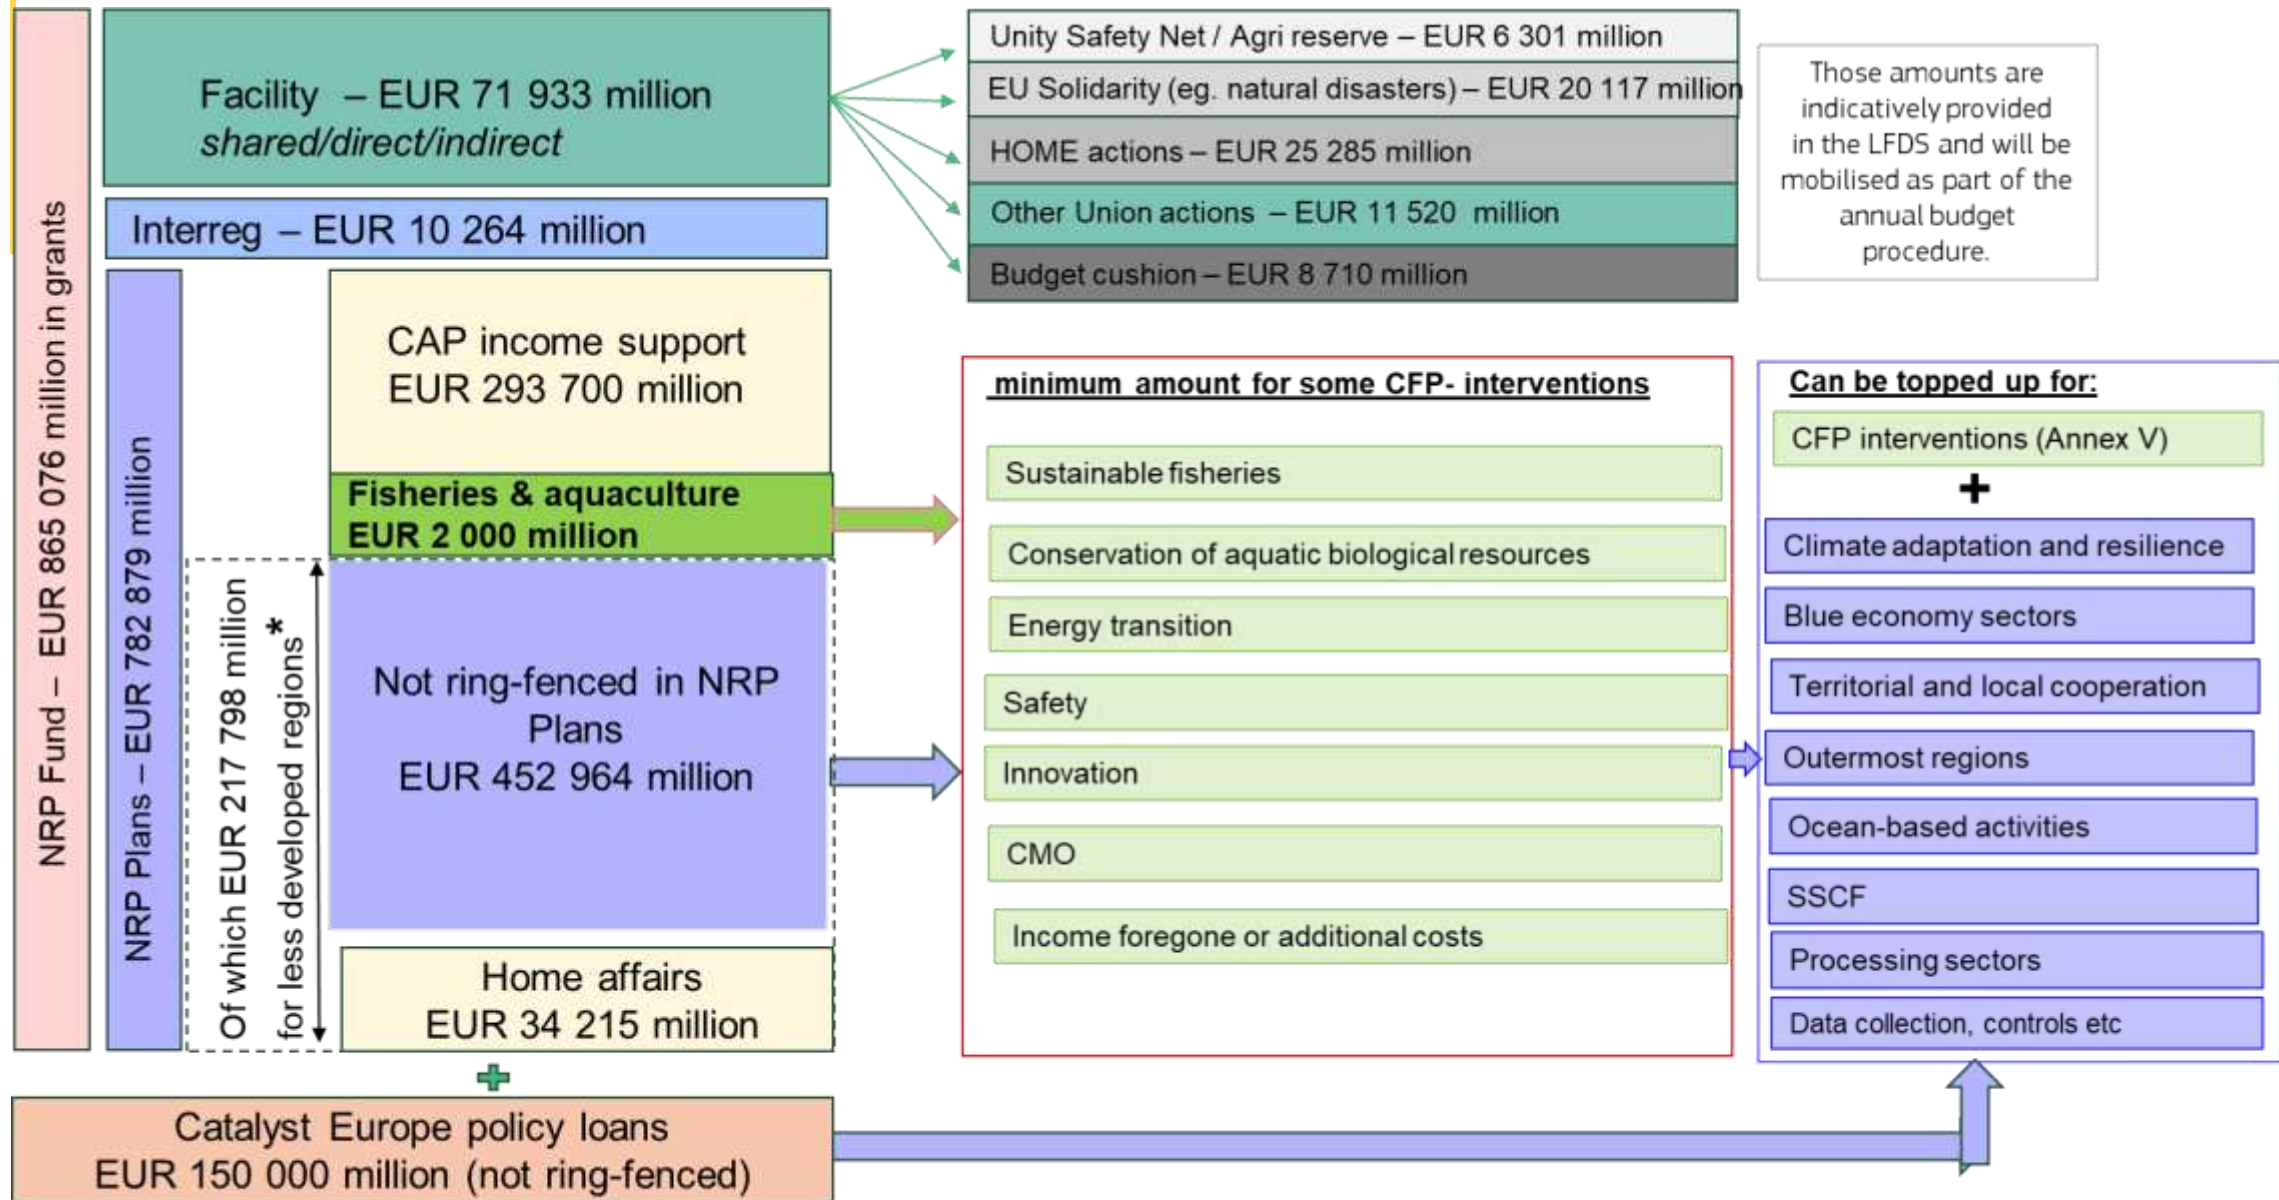 NRP Fund – EUR 865 076 million in grants
Facility – EUR 71 933 million
shared/direct/indirect
Unity Safety Net / Agri reserve – EUR 6 301 million
EU Solidarity (eg. natural disasters) – EUR 20 117 million
HOME actions – EUR 25 285 million
Other Union actions – EUR 11 520 million
Budget cushion – EUR 8 710 million
Those amounts are
indicatively provided
in the LFDS and will be
mobilised as part of the
annual budget
procedure.
Interreg – EUR 10 264 million
NRP Plans – EUR 782 879 million
Of which EUR 217 798 million
for less developed regions*
CAP income support
EUR 293 700 million
Fisheries & aquaculture
EUR 2 000 million
Not ring-fenced in NRP
Plans
EUR 452 964 million
Home affairs
EUR 34 215 million
+
Catalyst Europe policy loans
EUR 150 000 million (not ring-fenced)
minimum amount for some CFP- interventions
Sustainable fisheries
Conservation of aquatic biological resources
Energy transition
Safety
Innovation
CMO
Income foregone or additional costs
Can be topped up for:
CFP interventions (Annex V)
+
Climate adaptation and resilience
Blue economy sectors
Territorial and local cooperation
Outermost regions
Ocean-based activities
SSCF
Processing sectors
Data collection, controls etc